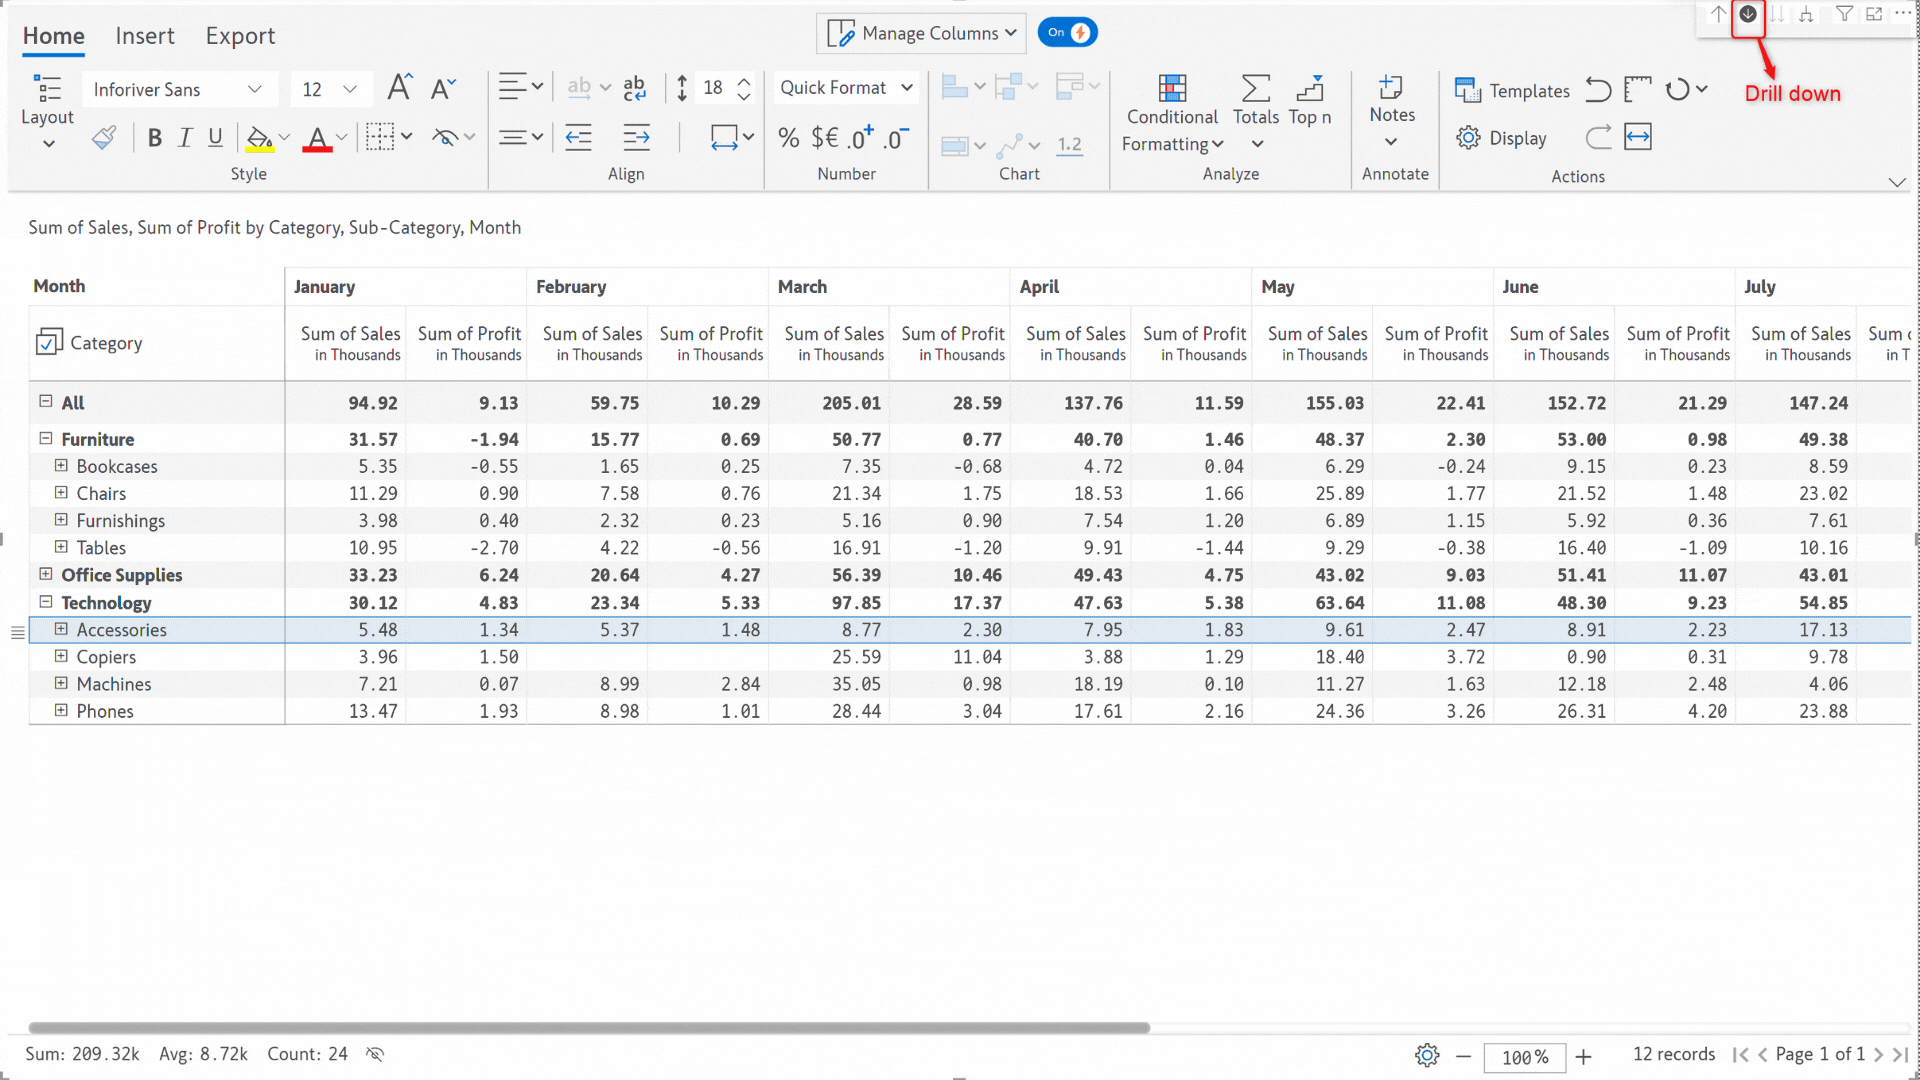 Home Insert Export
Manage Columns
On
Drill down
Layout
Inforiver Sans 12
A A
B I U A
Style
ab ab c
18
Align
Quick Format
% $€ .0+ .0-
Number
1.2
Chart
Conditional Formatting
Totals
Top n
Analyze
Notes
Annotate
Templates
Display
Actions
Sum of Sales, Sum of Profit by Category, Sub-Category, Month
Month January February March April May June July
Category Sum of Sales in Thousands Sum of Profit in Thousands Sum of Sales in Thousands Sum of Profit in Thousands Sum of Sales in Thousands Sum of Profit in Thousands Sum of Sales in Thousands Sum of Profit in Thousands Sum of Sales in Thousands Sum of Profit in Thousands Sum of Sales in Thousands Sum of Profit in Thousands Sum of Sales in Thousands Sum in T
All 94.92 9.13 59.75 10.29 205.01 28.59 137.76 11.59 155.03 22.41 152.72 21.29 147.24
Furniture 31.57 -1.94 15.77 0.69 50.77 0.77 40.70 1.46 48.37 2.30 53.00 0.98 49.38
Bookcases 5.35 -0.55 1.65 0.25 7.35 -0.68 4.72 0.04 6.29 -0.24 9.15 0.23 8.59
Chairs 11.29 0.90 7.58 0.76 21.34 1.75 18.53 1.66 25.89 1.77 21.52 1.48 23.02
Furnishings 3.98 0.40 2.32 0.23 5.16 0.90 7.54 1.20 6.89 1.15 5.92 0.36 7.61
Tables 10.95 -2.70 4.22 -0.56 16.91 -1.20 9.91 -1.44 9.29 -0.38 16.40 -1.09 10.16
Office Supplies 33.23 6.24 20.64 4.27 56.39 10.46 49.43 4.75 43.02 9.03 51.41 11.07 43.01
Technology 30.12 4.83 23.34 5.33 97.85 17.37 47.63 5.38 63.64 11.08 48.30 9.23 54.85
Accessories 5.48 1.34 5.37 1.48 8.77 2.30 7.95 1.83 9.61 2.47 8.91 2.23 17.13
Copiers 3.96 1.50 25.59 11.04 3.88 1.29 18.40 3.72 0.90 0.31 9.78
Machines 7.21 0.07 8.99 2.84 35.05 0.98 18.19 0.10 11.27 1.63 12.18 2.48 4.06
Phones 13.47 1.93 8.98 1.01 28.44 3.04 17.61 2.16 24.36 3.26 26.31 4.20 23.88
Sum: 209.32k Avg: 8.72k Count: 24
100% 12 records Page 1 of 1